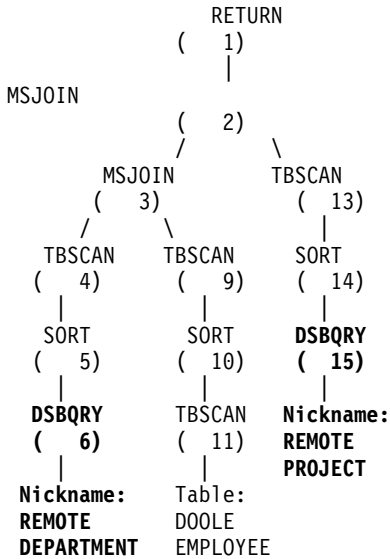 RETURN
( 1)
|
MSJOIN
( 2)
/ \
MSJOIN TBSCAN
( 3) ( 13)
/ \ |
TBSCAN TBSCAN SORT
( 4) ( 9) ( 14)
| | |
SORT SORT DSBQRY
( 5) ( 10) ( 15)
| | |
DSBQRY TBSCAN Nickname:
( 6) ( 11) REMOTE
| | PROJECT
Nickname: Table:
REMOTE DOOLE
DEPARTMENT EMPLOYEE